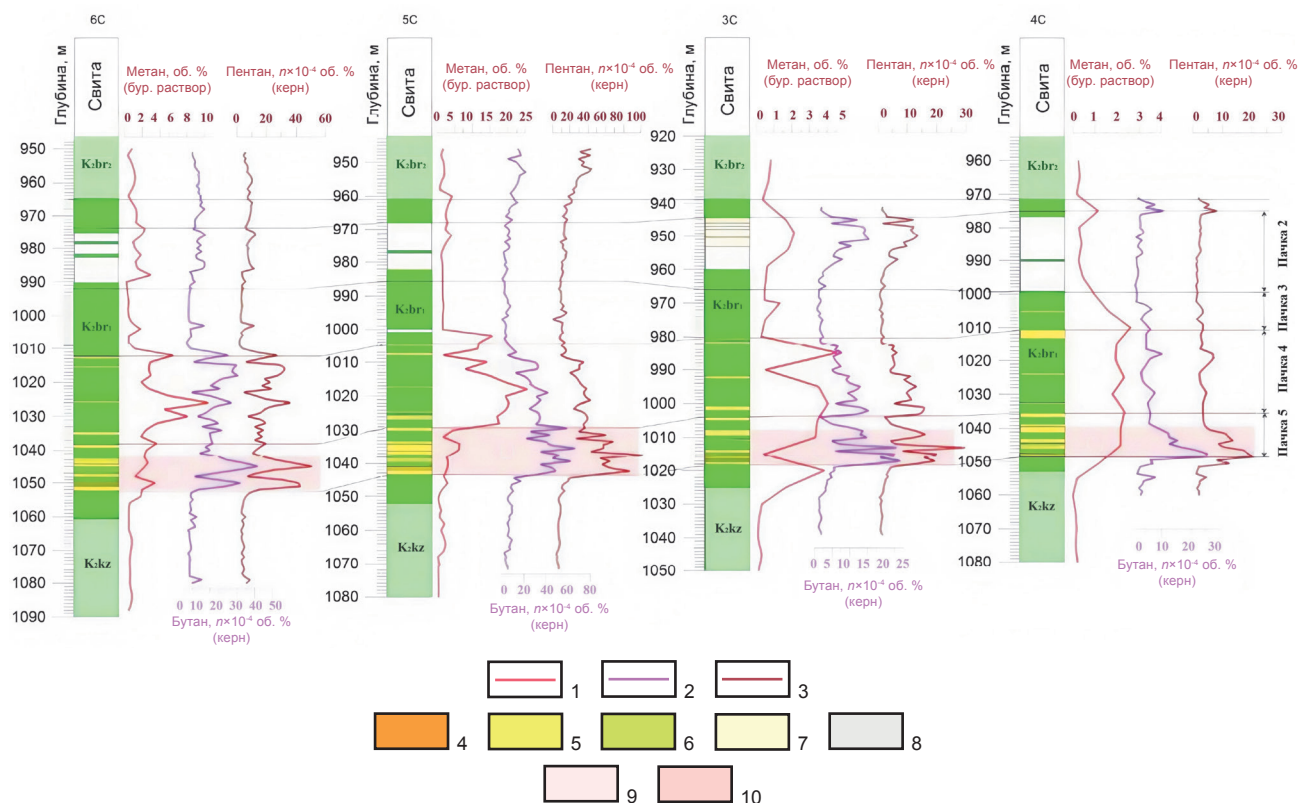 6С 5С 3С 4С
Глубина, м
Свита
Метан, об. %
(бур. раствор)
Пентан, n×10⁻⁴ об. %
(керн)
0 2 4 6 8 10
0 20 40 60
950
960
970
980
990
1000
1010
1020
1030
1040
1050
1060
1070
1080
1090
K₂br₂
K₂br₁
K₂kz
0 10 20 30 40 50
Бутан, n×10⁻⁴ об. %
(керн)
Глубина, м
Свита
Метан, об. %
(бур. раствор)
Пентан, n×10⁻⁴ об. %
(керн)
0 5 10 15 20 25
0 20 40 60 80 100
950
960
970
980
990
1000
1010
1020
1030
1040
1050
1060
1070
1080
K₂br₂
K₂br₁
K₂kz
0 20 40 60 80
Бутан, n×10⁻⁴ об. %
(керн)
Глубина, м
Свита
Метан, об. %
(бур. раствор)
Пентан, n×10⁻⁴ об. %
(керн)
0 1 2 3 4 5
0 10 20 30
920
930
940
950
960
970
980
990
1000
1010
1020
1030
1040
1050
K₂br₂
K₂br₁
K₂kz
0 5 10 15 25
Бутан, n×10⁻⁴ об. %
(керн)
Глубина, м
Свита
Метан, об. %
(бур. раствор)
Пентан, n×10⁻⁴ об. %
(керн)
0 1 2 3 4
0 10 20 30
960
970
980
990
1000
1010
1020
1030
1040
1050
1060
1070
1080
K₂br₂
K₂br₁
K₂kz
Пачка 2
Пачка 3
Пачка 4
Пачка 5
0 10 20 30
Бутан, n×10⁻⁴ об. %
(керн)
1 2 3
4 5 6 7 8
9 10